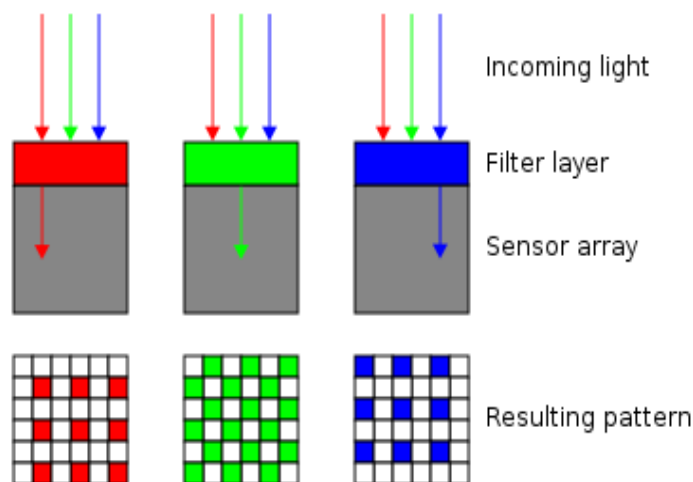 Incoming light
Filter layer
Sensor array
Resulting pattern